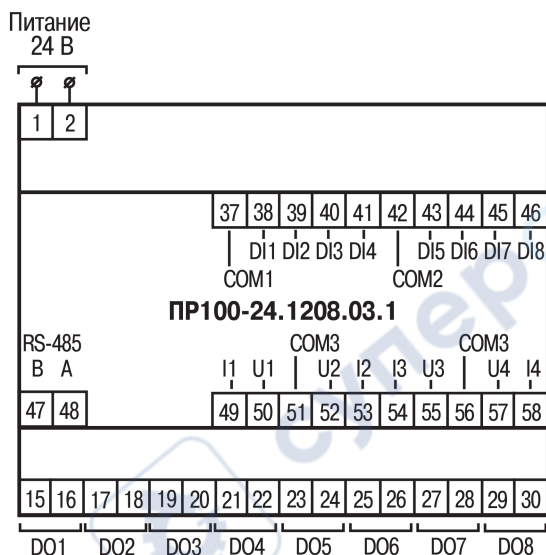 Питание
24 В
1 2
37 38 39 40 41 42 43 44 45 46
DI1 DI2 DI3 DI4 DI5 DI6 DI7 DI8
COM1 COM2
ПР100-24.1208.03.1
RS-485 COM3 COM3
B A I1 U1 U2 I2 I3 U3 U4 I4
47 48 49 50 51 52 53 54 55 56 57 58
15 16 17 18 19 20 21 22 23 24 25 26 27 28 29 30
DO1 DO2 DO3 DO4 DO5 DO6 DO7 DO8
супер